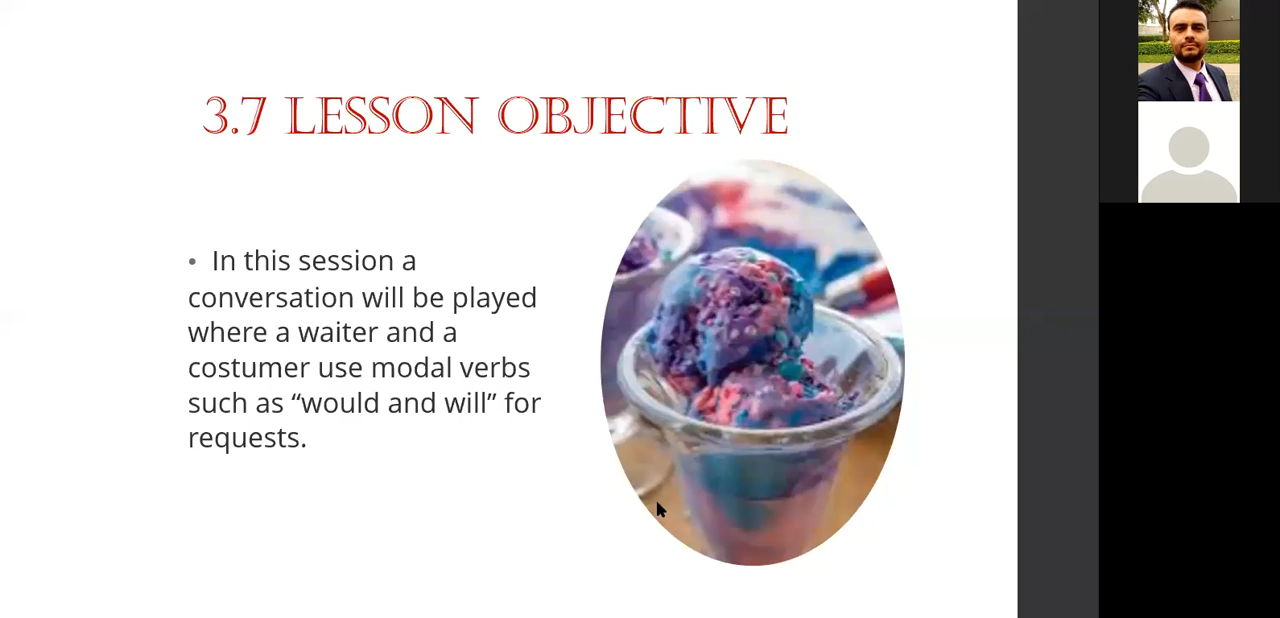 3.7 LESSON OBJECTIVE
• In this session a
conversation will be played
where a waiter and a
costumer use modal verbs
such as “would and will” for
requests.